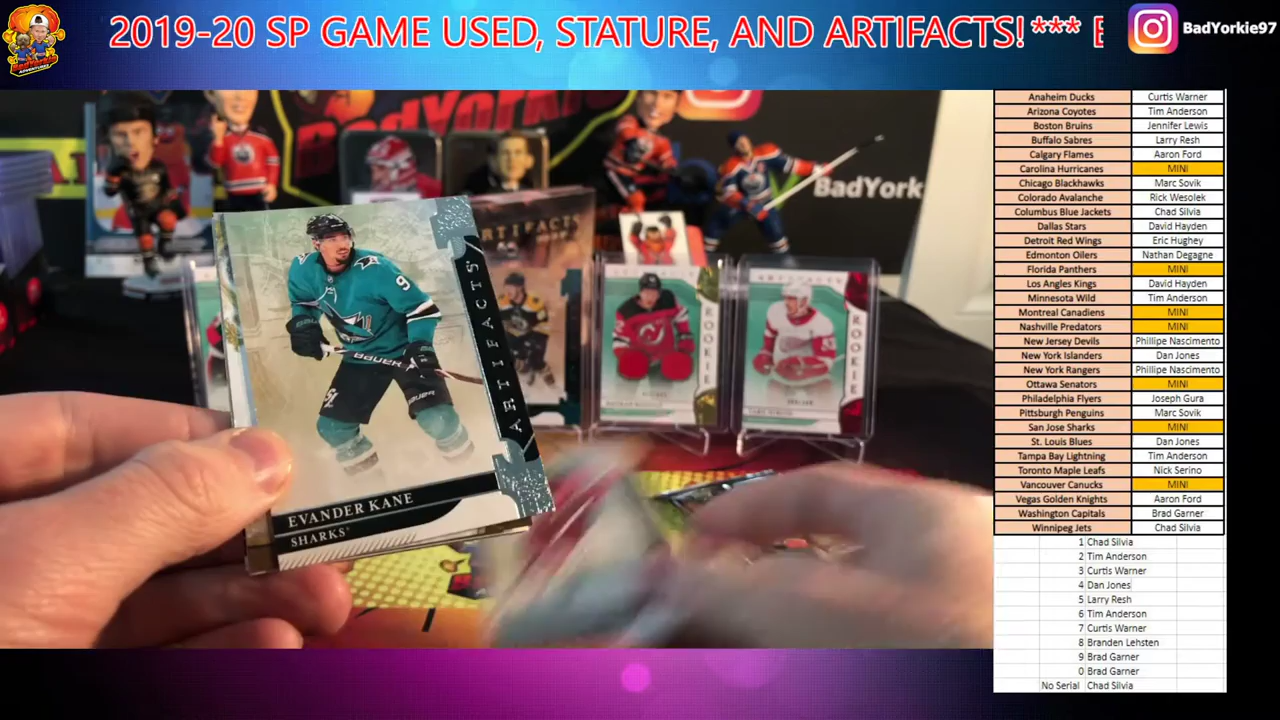 2019-20 SP GAME USED, STATURE, AND ARTIFACTS! *** E
BadYorkie97
BadYork
ARTIFACTS
ARTIFACTS
ROOKIE
ROOKIE
9
EVANDER KANE
SHARKS
Anaheim Ducks Curtis Warner
Arizona Coyotes Tim Anderson
Boston Bruins Jennifer Lewis
Buffalo Sabres Larry Resh
Calgary Flames Aaron Ford
Carolina Hurricanes MINI
Chicago Blackhawks Marc Sovik
Colorado Avalanche Rick Wesolek
Columbus Blue Jackets Chad Silvia
Dallas Stars David Hayden
Detroit Red Wings Eric Hughey
Edmonton Oilers Nathan Degagne
Florida Panthers MINI
Los Angeles Kings David Hayden
Minnesota Wild Tim Anderson
Montreal Canadiens MINI
Nashville Predators MINI
New Jersey Devils Phillipe Nascimento
New York Islanders Dan Jones
New York Rangers Phillipe Nascimento
Ottawa Senators MINI
Philadelphia Flyers Joseph Gura
Pittsburgh Penguins Marc Sovik
San Jose Sharks MINI
St. Louis Blues Dan Jones
Tampa Bay Lightning Tim Anderson
Toronto Maple Leafs Nick Serino
Vancouver Canucks MINI
Vegas Golden Knights Aaron Ford
Washington Capitals Brad Garner
Winnipeg Jets Chad Silvia
1 Chad Silvia
2 Tim Anderson
3 Curtis Warner
4 Dan Jones
5 Larry Resh
6 Tim Anderson
7 Curtis Warner
8 Branden Lehsten
9 Brad Garner
0 Brad Garner
No Serial Chad Silvia